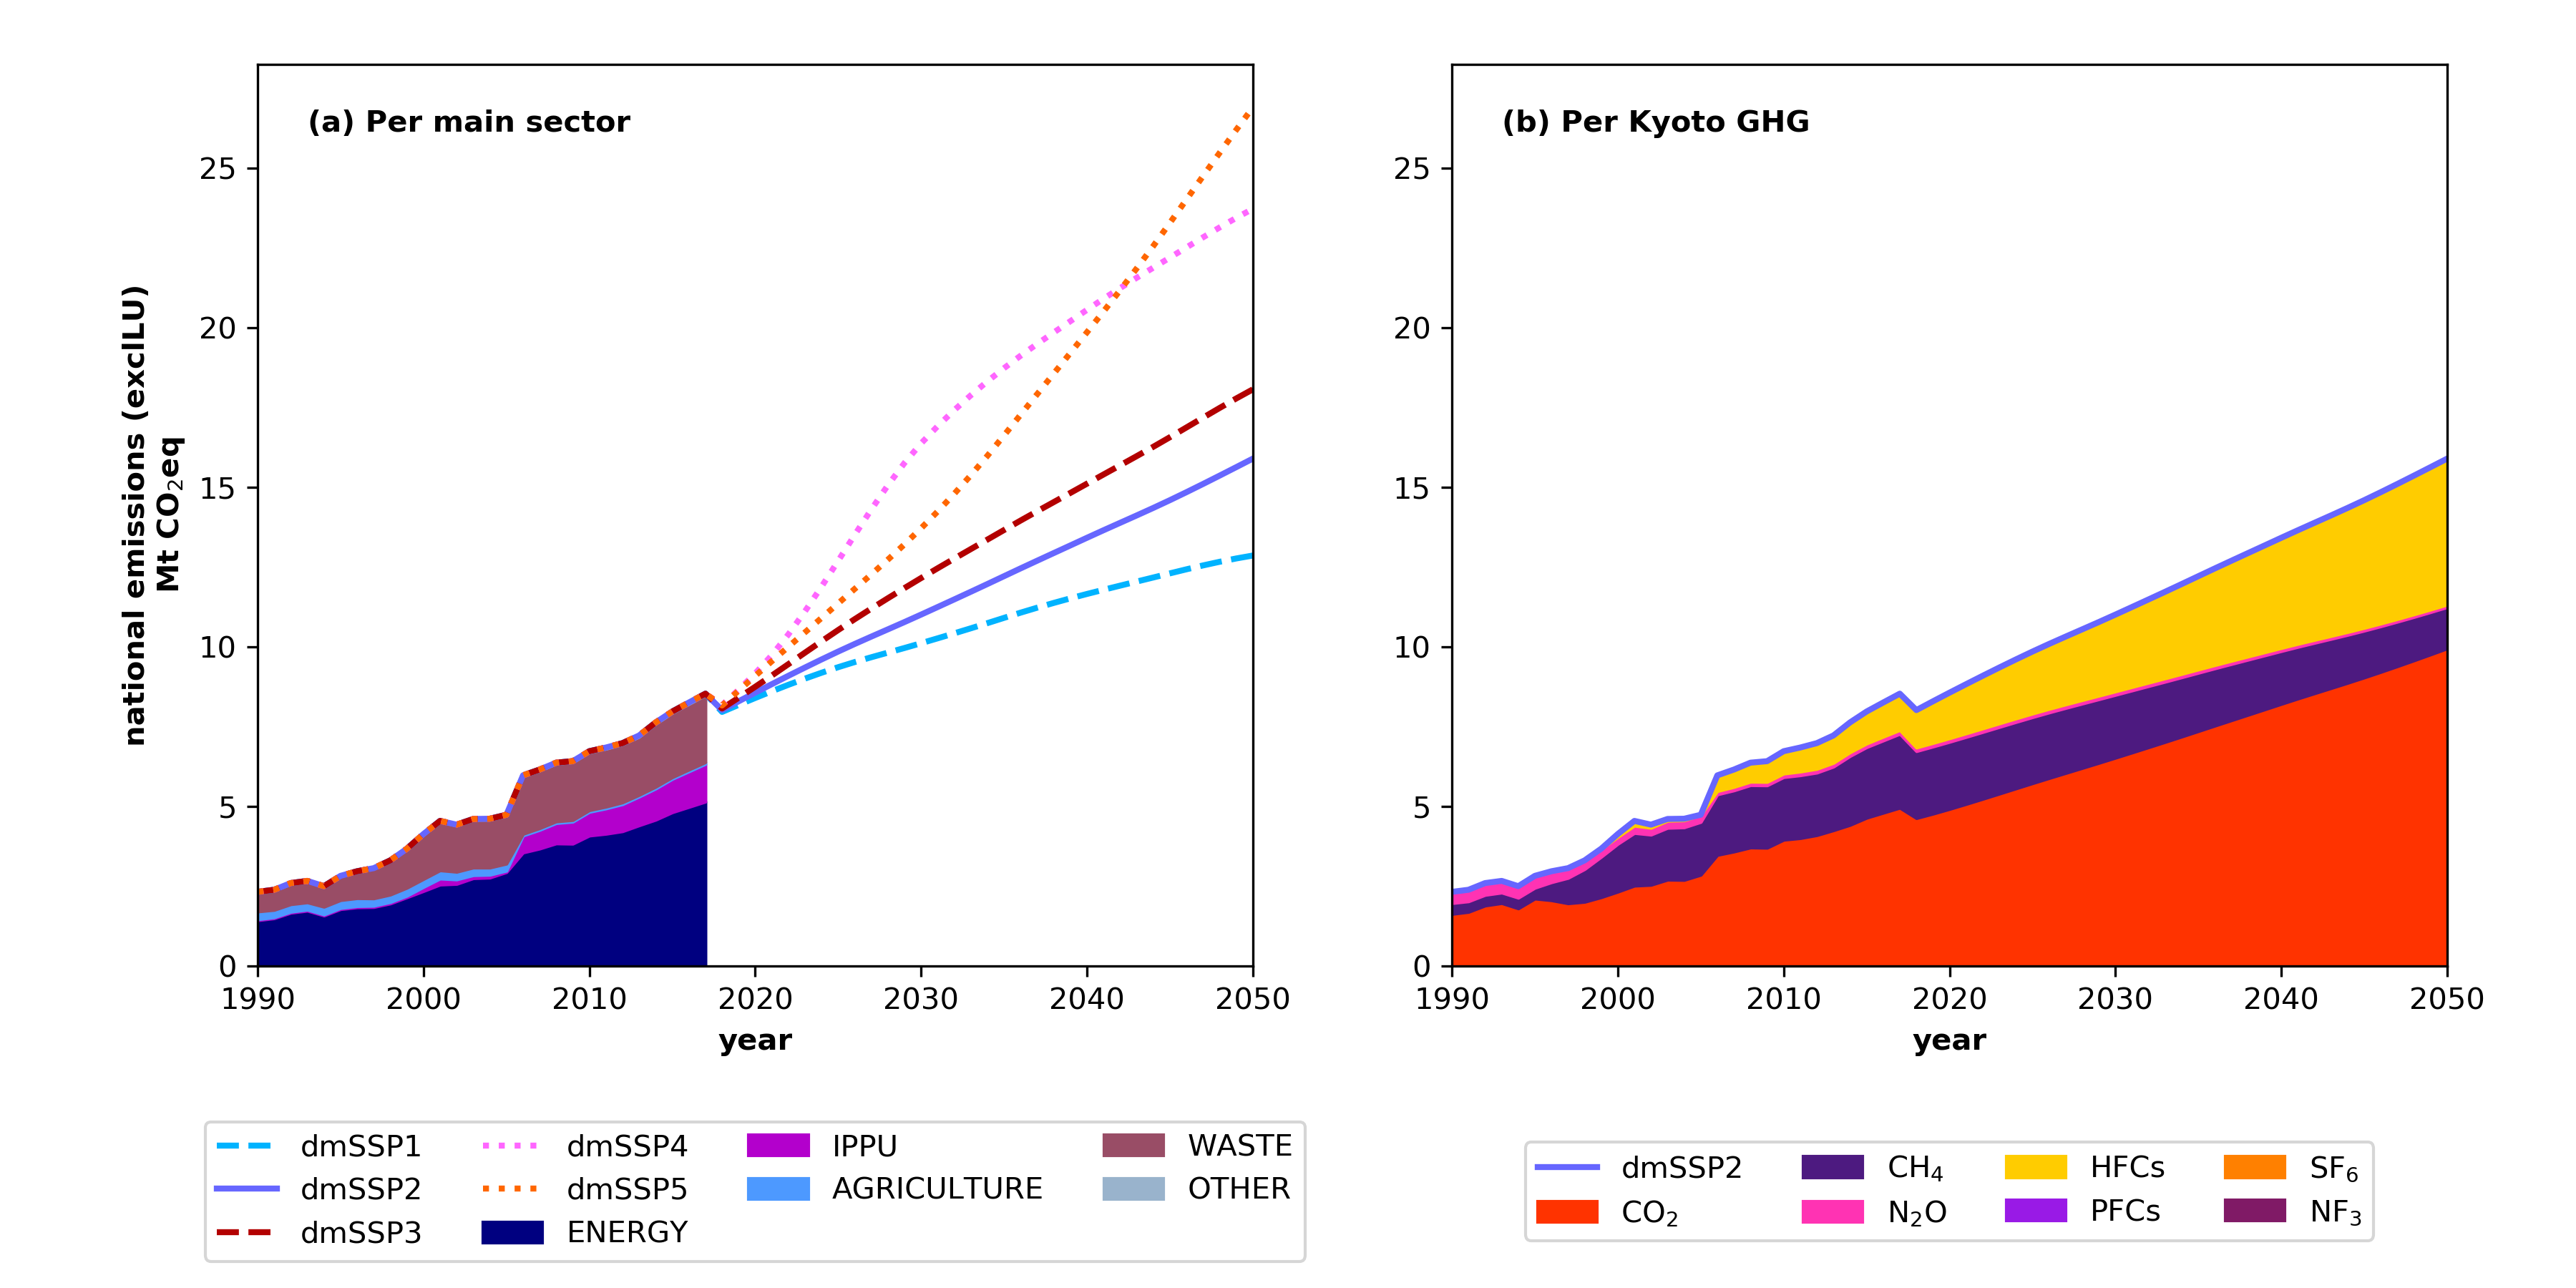 (a) Per main sector
national emissions (exclLU)
Mt CO₂eq
25
20
15
10
5
0
1990 2000 2010 2020 2030 2040 2050
year
dmSSP1 dmSSP4 IPPU WASTE
dmSSP2 dmSSP5 AGRICULTURE OTHER
dmSSP3 ENERGY
(b) Per Kyoto GHG
25
20
15
10
5
0
1990 2000 2010 2020 2030 2040 2050
year
dmSSP2 CH₄ HFCs SF₆
CO₂ N₂O PFCs NF₃